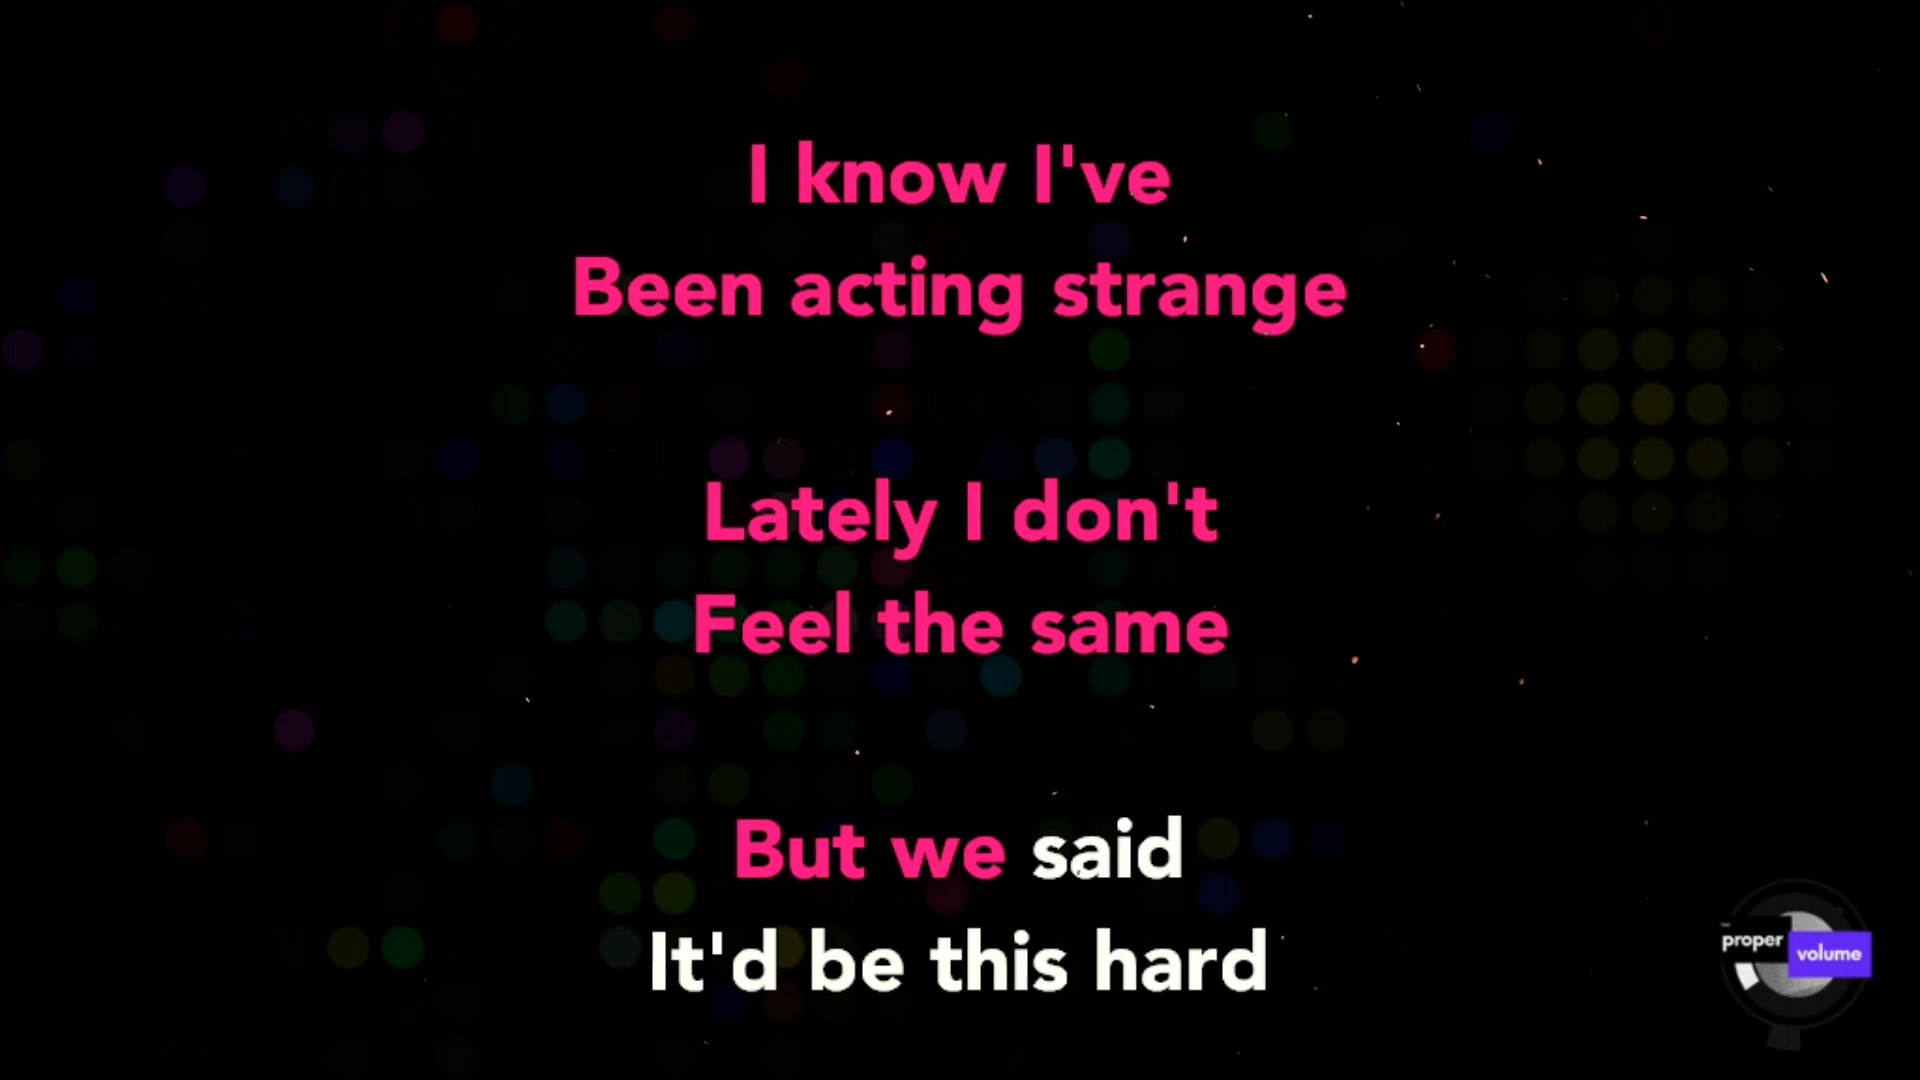 I know I've
Been acting strange
Lately I don't
Feel the same
But we said
It'd be this hard
proper
volume